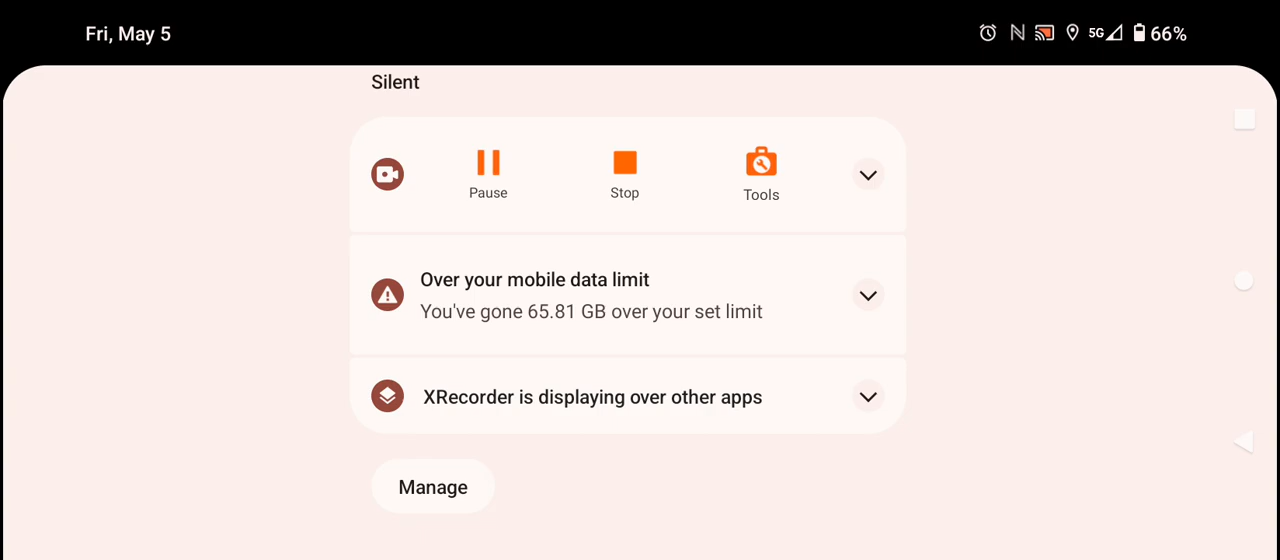 Fri, May 5
5G 66%
Silent
Pause Stop Tools
Over your mobile data limit
You've gone 65.81 GB over your set limit
XRecorder is displaying over other apps
Manage